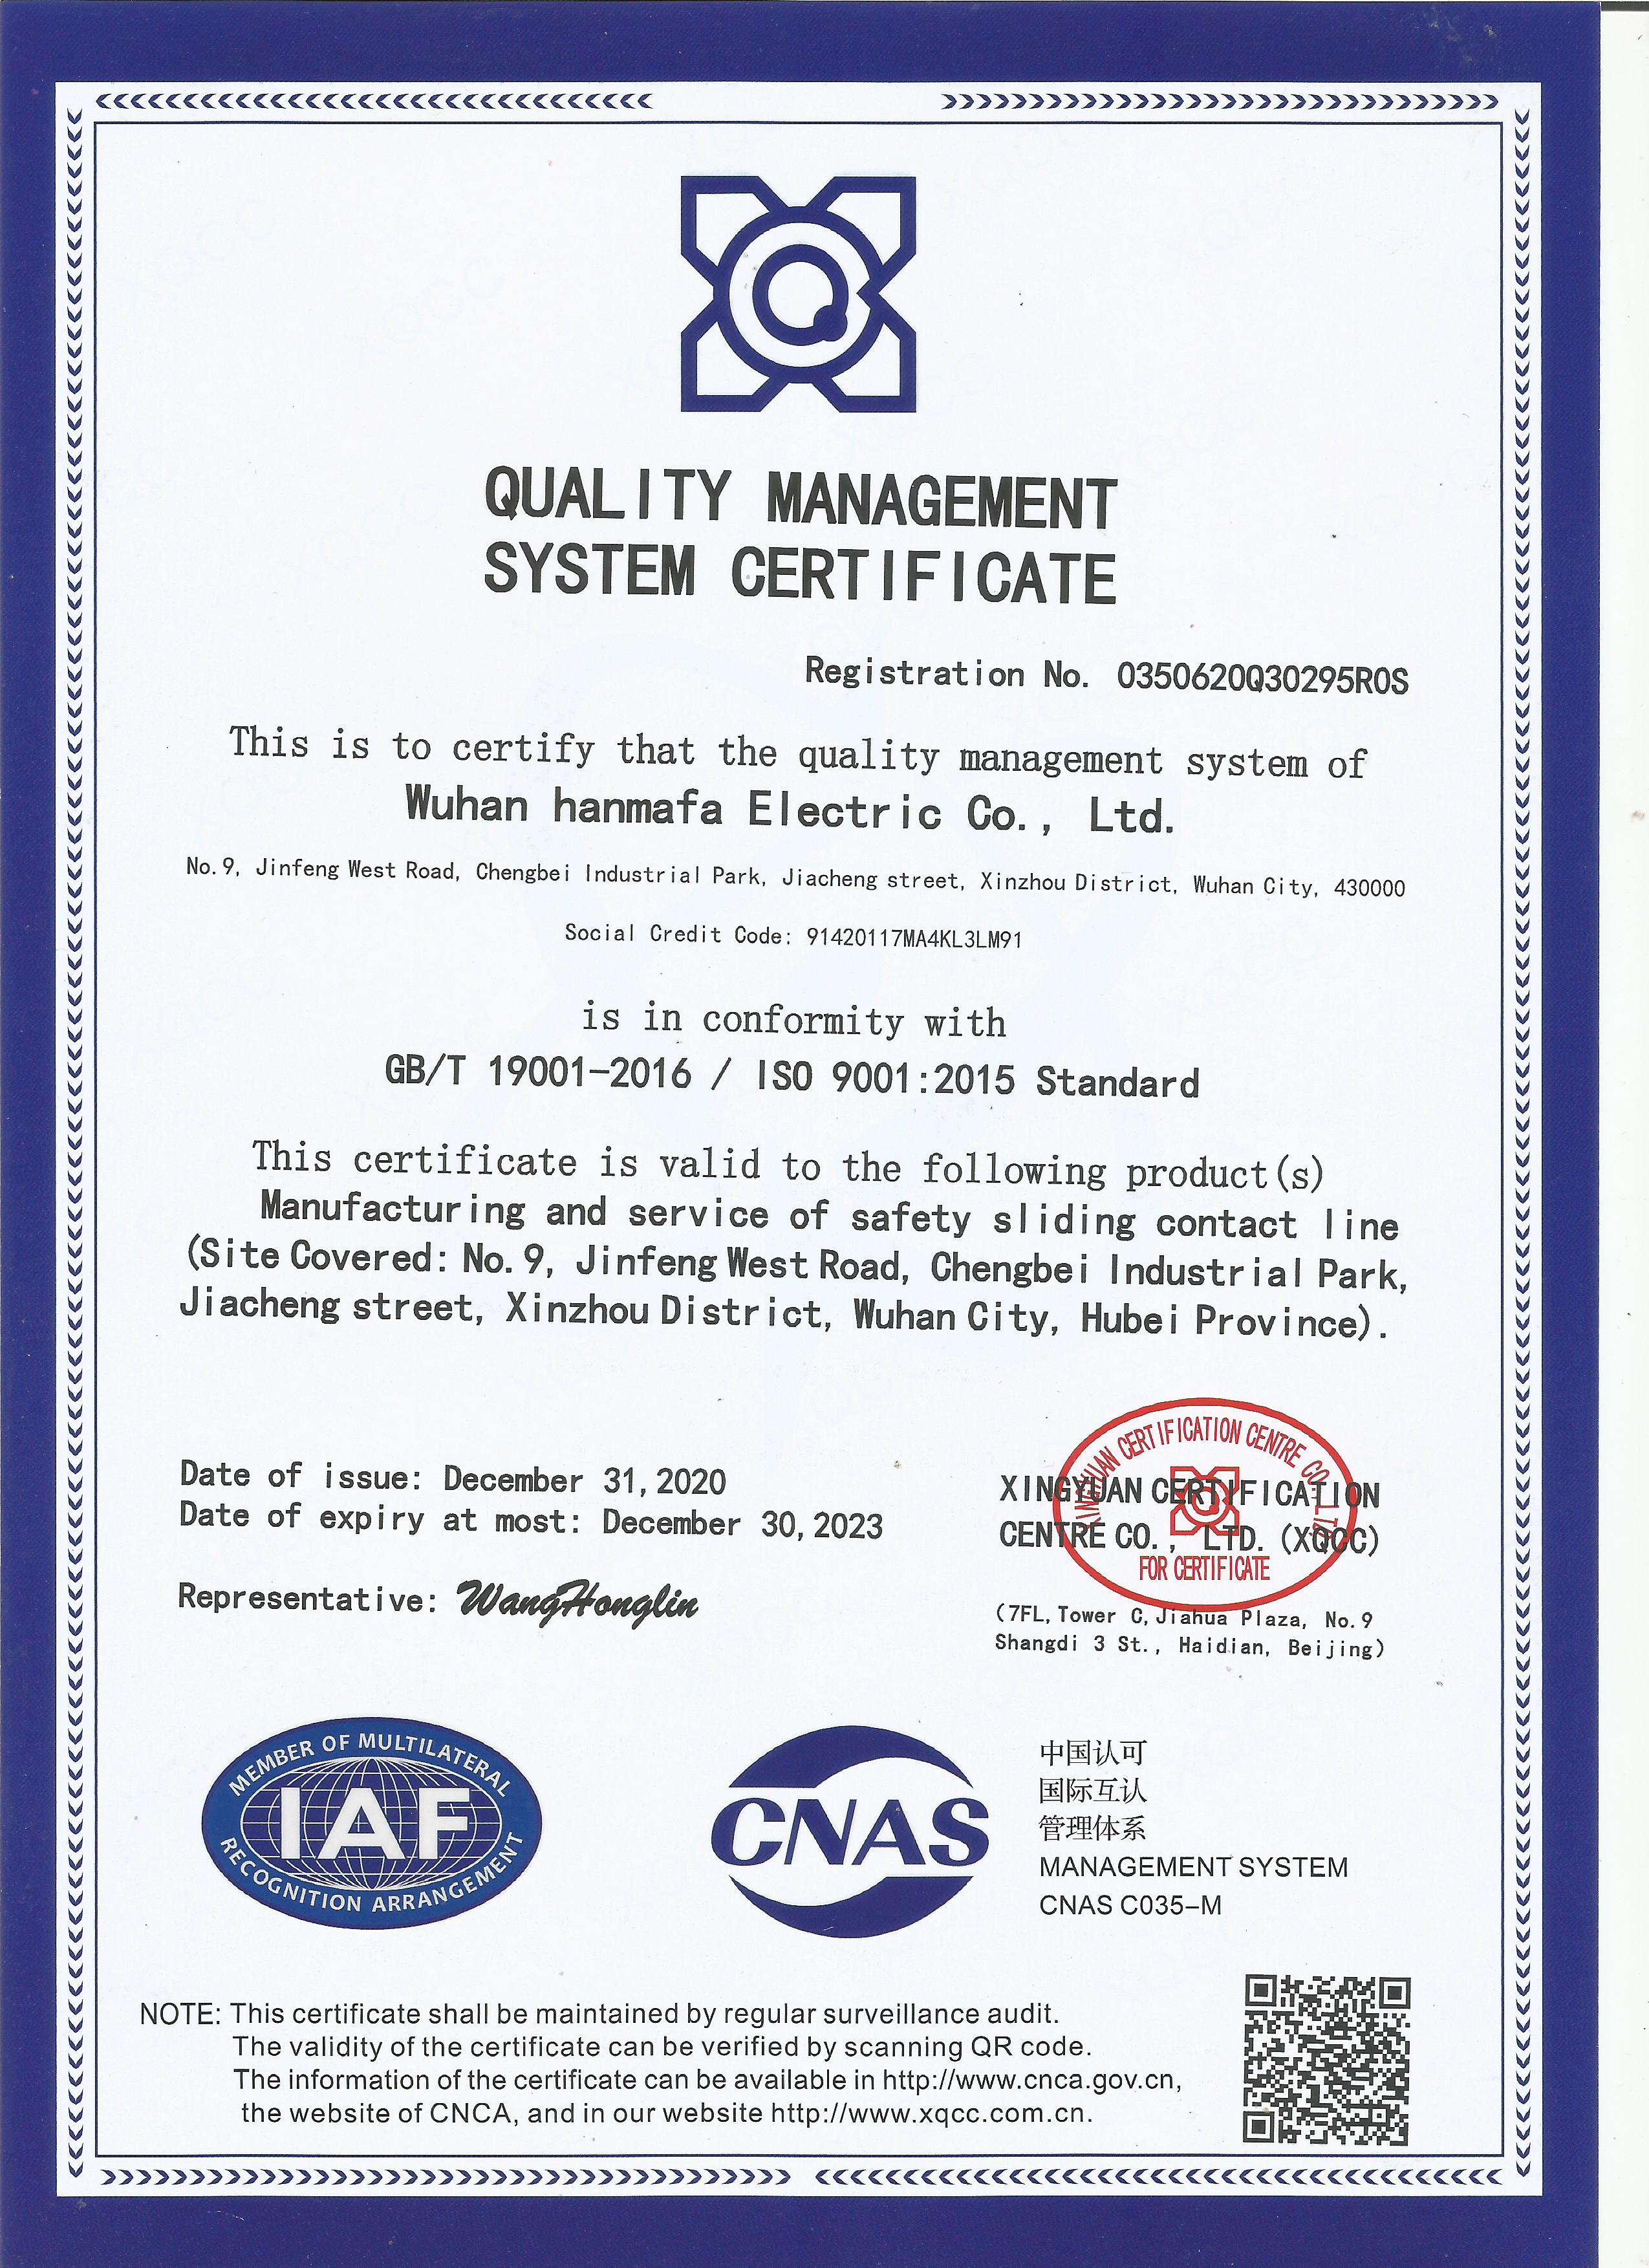 QUALITY MANAGEMENT
SYSTEM CERTIFICATE
Registration No. 0350620Q30295R0S
This is to certify that the quality management system of
Wuhan hanmafa Electric Co., Ltd.
No.9, Jinfeng West Road, Chengbei Industrial Park, Jiacheng street, Xinzhou District, Wuhan City, 430000
Social Credit Code: 91420117MA4KL3LM91
is in conformity with
GB/T 19001-2016 / ISO 9001:2015 Standard
This certificate is valid to the following product(s)
Manufacturing and service of safety sliding contact line
(Site Covered: No.9, Jinfeng West Road, Chengbei Industrial Park,
Jiacheng street, Xinzhou District, Wuhan City, Hubei Province).
Date of issue: December 31,2020
Date of expiry at most: December 30,2023
Representative: WangHonglin
XINGYUAN CERTIFICATION CENTRE CO., LTD
FOR CERTIFICATE
XINGYUAN CERTIFICATION
CENTRE CO., LTD. (XQCC)
(7FL,Tower C,Jiahua Plaza, No.9
Shangdi 3 St., Haidian, Beijing)
MEMBER OF MULTILATERAL
IAF
RECOGNITION ARRANGEMENT
CNAS
中国认可
国际互认
管理体系
MANAGEMENT SYSTEM
CNAS C035-M
NOTE: This certificate shall be maintained by regular surveillance audit.
The validity of the certificate can be verified by scanning QR code.
The information of the certificate can be available in http://www.cnca.gov.cn,
the website of CNCA, and in our website http://www.xqcc.com.cn.